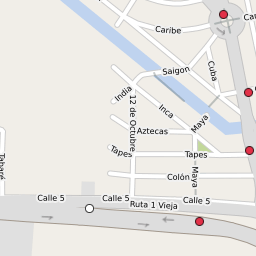 Caribe
Saigon
Cuba
India
12 de Octubre
Inca
Maya
Aztecas
Tapes
Tapes
Colón
Maya
Tabaré
Calle 5
Calle 5
Calle 5
Ruta 1 Vieja